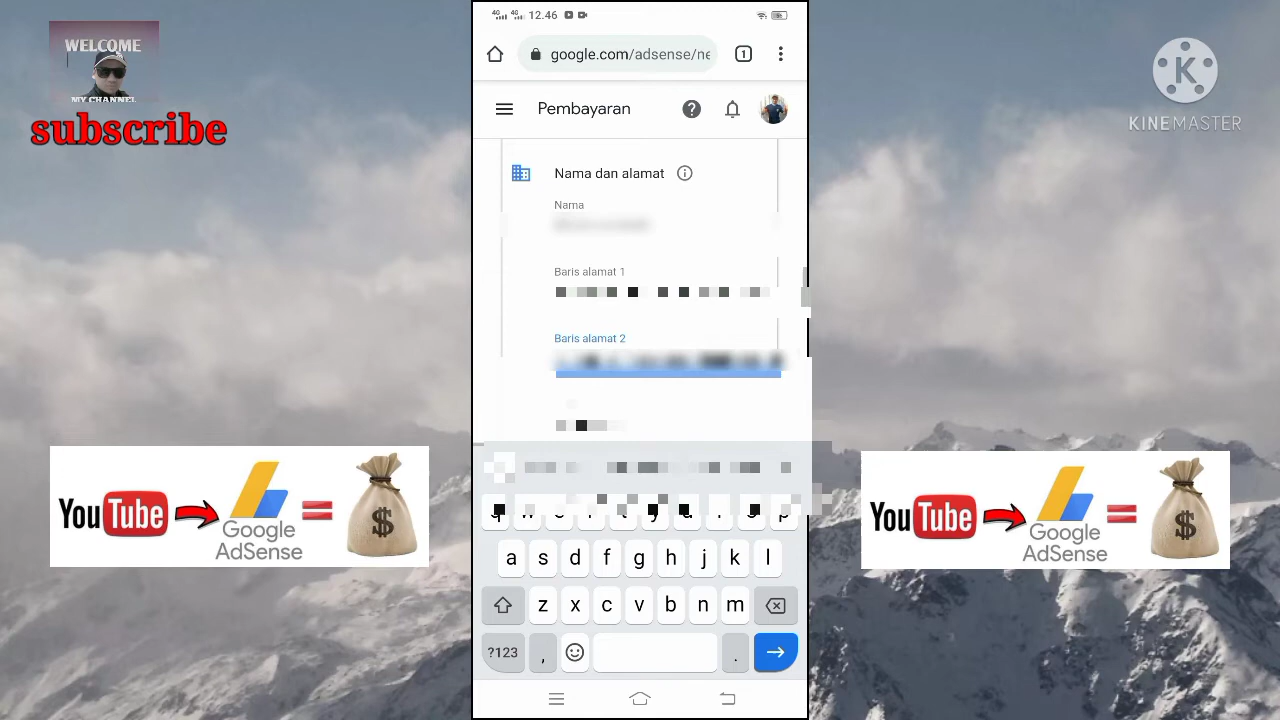 WELCOME
MY CHANNEL
subscribe
12.46
google.com/adsense/ne
1
Pembayaran
Nama dan alamat
Nama
Baris alamat 1
Baris alamat 2
a s d f g h j k l
z x c v b n m
?123 , .
K
KINEMASTER
YouTube
=
$
Google
AdSense
YouTube
=
$
Google
AdSense